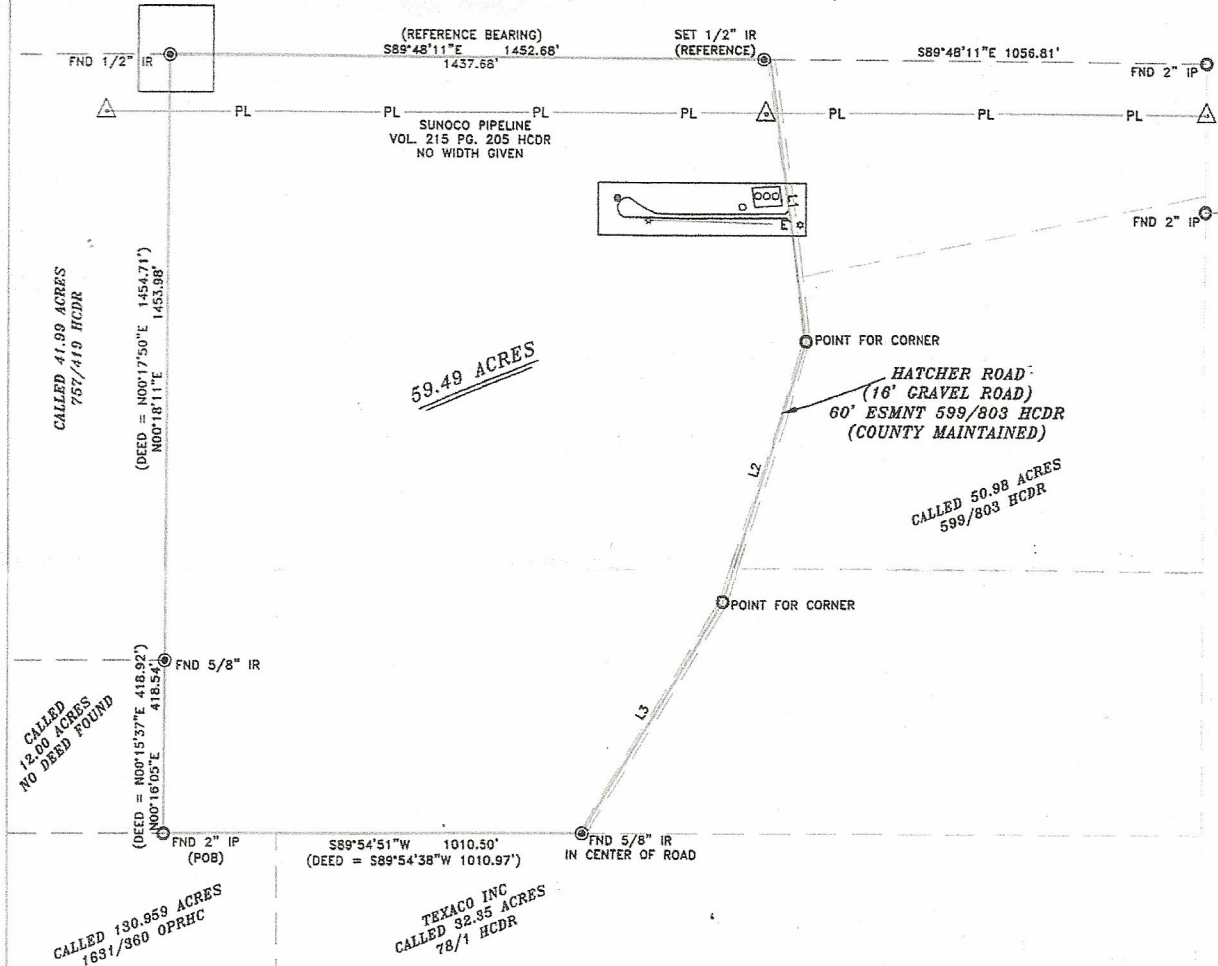 (REFERENCE BEARING)
S89°48'11"E 1452.68'
1437.68'
FND 1/2" IR
SET 1/2" IR
(REFERENCE)
S89°48'11"E 1056.81'
FND 2" IP
PL PL PL PL PL PL PL
SUNOCO PIPELINE
VOL. 215 PG. 205 HCDR
NO WIDTH GIVEN
E
FND 2" IP
CALLED 41.99 ACRES
757/419 HCDR
(DEED = N00°17'50"E 1454.71')
N00°18'11"E 1453.98'
59.49 ACRES
POINT FOR CORNER
HATCHER ROAD
(16' GRAVEL ROAD)
60' ESMNT 599/803 HCDR
(COUNTY MAINTAINED)
L2
CALLED 50.98 ACRES
599/803 HCDR
POINT FOR CORNER
FND 5/8" IR
L3
CALLED
12.00 ACRES
NO DEED FOUND
(DEED = N00°15'37"E 418.92')
N00°16'05"E 418.54'
FND 2" IP
(POB)
S89°54'51"W 1010.50'
(DEED = S89°54'38"W 1010.97')
FND 5/8" IR
IN CENTER OF ROAD
CALLED 130.959 ACRES
1631/360 OPRHC
TEXACO INC
CALLED 32.35 ACRES
78/1 HCDR